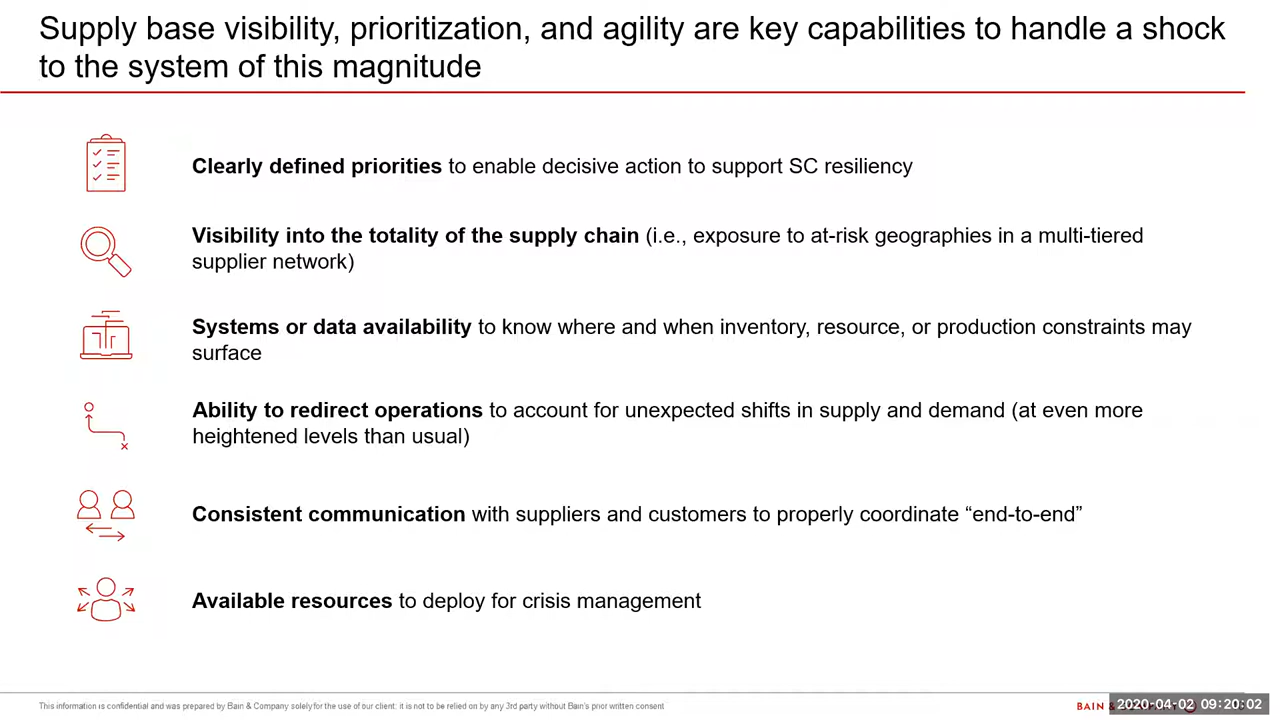 Supply base visibility, prioritization, and agility are key capabilities to handle a shock
to the system of this magnitude
Clearly defined priorities to enable decisive action to support SC resiliency
Visibility into the totality of the supply chain (i.e., exposure to at-risk geographies in a multi-tiered
supplier network)
Systems or data availability to know where and when inventory, resource, or production constraints may
surface
Ability to redirect operations to account for unexpected shifts in supply and demand (at even more
heightened levels than usual)
Consistent communication with suppliers and customers to properly coordinate “end-to-end”
Available resources to deploy for crisis management
This information is confidential and was prepared by Bain & Company solely for the use of our client; it is not to be relied on by any 3rd party without Bain's prior written consent
BAIN &
2020-04-02 09:20:02